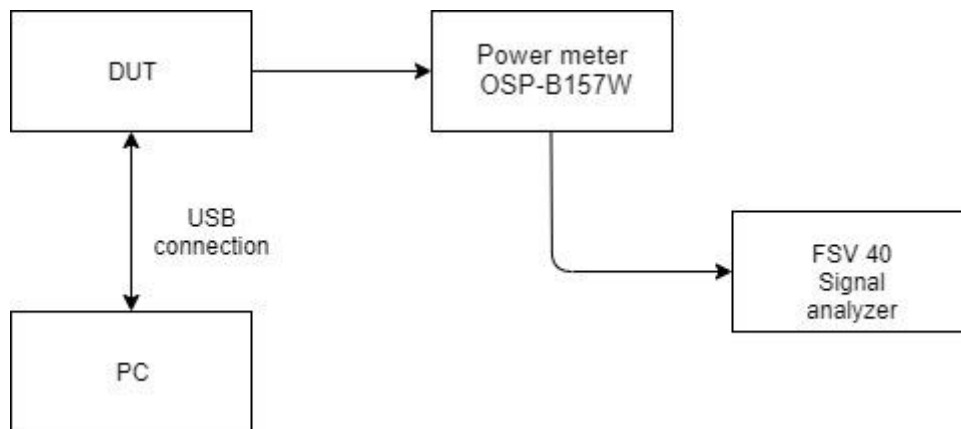 DUT
Power meter
OSP-B157W
USB
connection
FSV 40
Signal
analyzer
PC